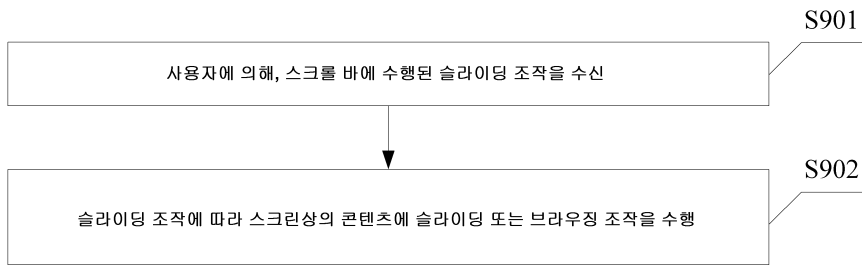 S901
사용자에 의해, 스크롤 바에 수행된 슬라이딩 조작을 수신
S902
슬라이딩 조작에 따라 스크린상의 콘텐츠에 슬라이딩 또는 브라우징 조작을 수행